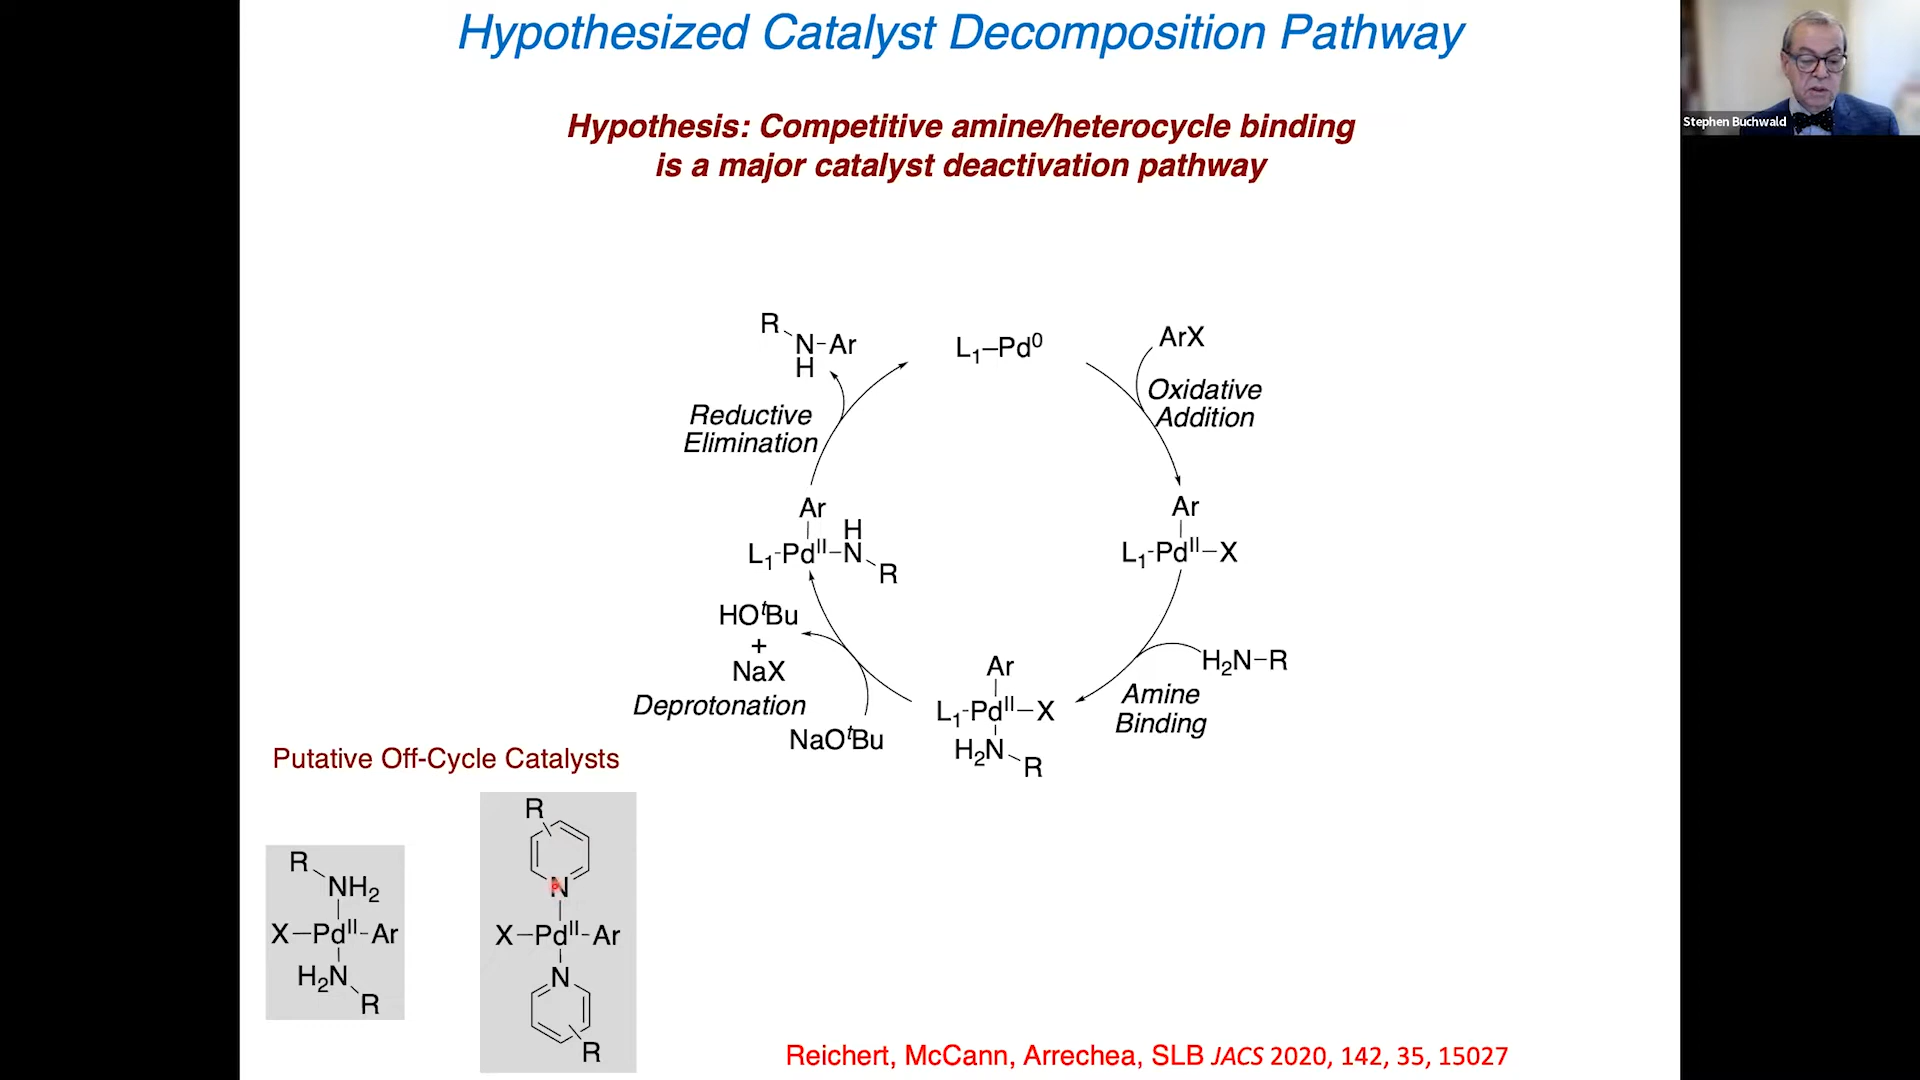 Hypothesized Catalyst Decomposition Pathway
Stephen Buchwald
Hypothesis: Competitive amine/heterocycle binding
is a major catalyst deactivation pathway
R
N-Ar
H
L1–Pd0
ArX
Oxidative
Addition
Reductive
Elimination
Ar
L1-PdII–N
H
R
Ar
L1-PdII–X
HOtBu
+
NaX
Deprotonation
NaOtBu
Ar
L1-PdII–X
H2N
R
H2N–R
Amine
Binding
Putative Off-Cycle Catalysts
R
NH2
X–PdII-Ar
H2N
R
R
N
X–PdII-Ar
N
R
Reichert, McCann, Arrechea, SLB JACS 2020, 142, 35, 15027